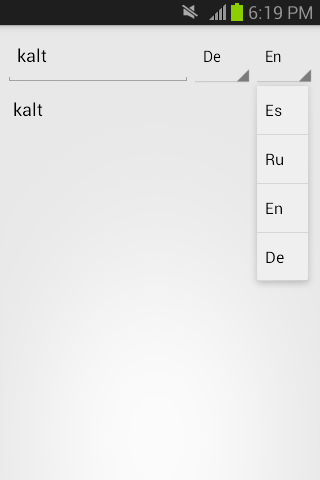 6:19 PM
kalt De En
kalt
Es
Ru
En
De